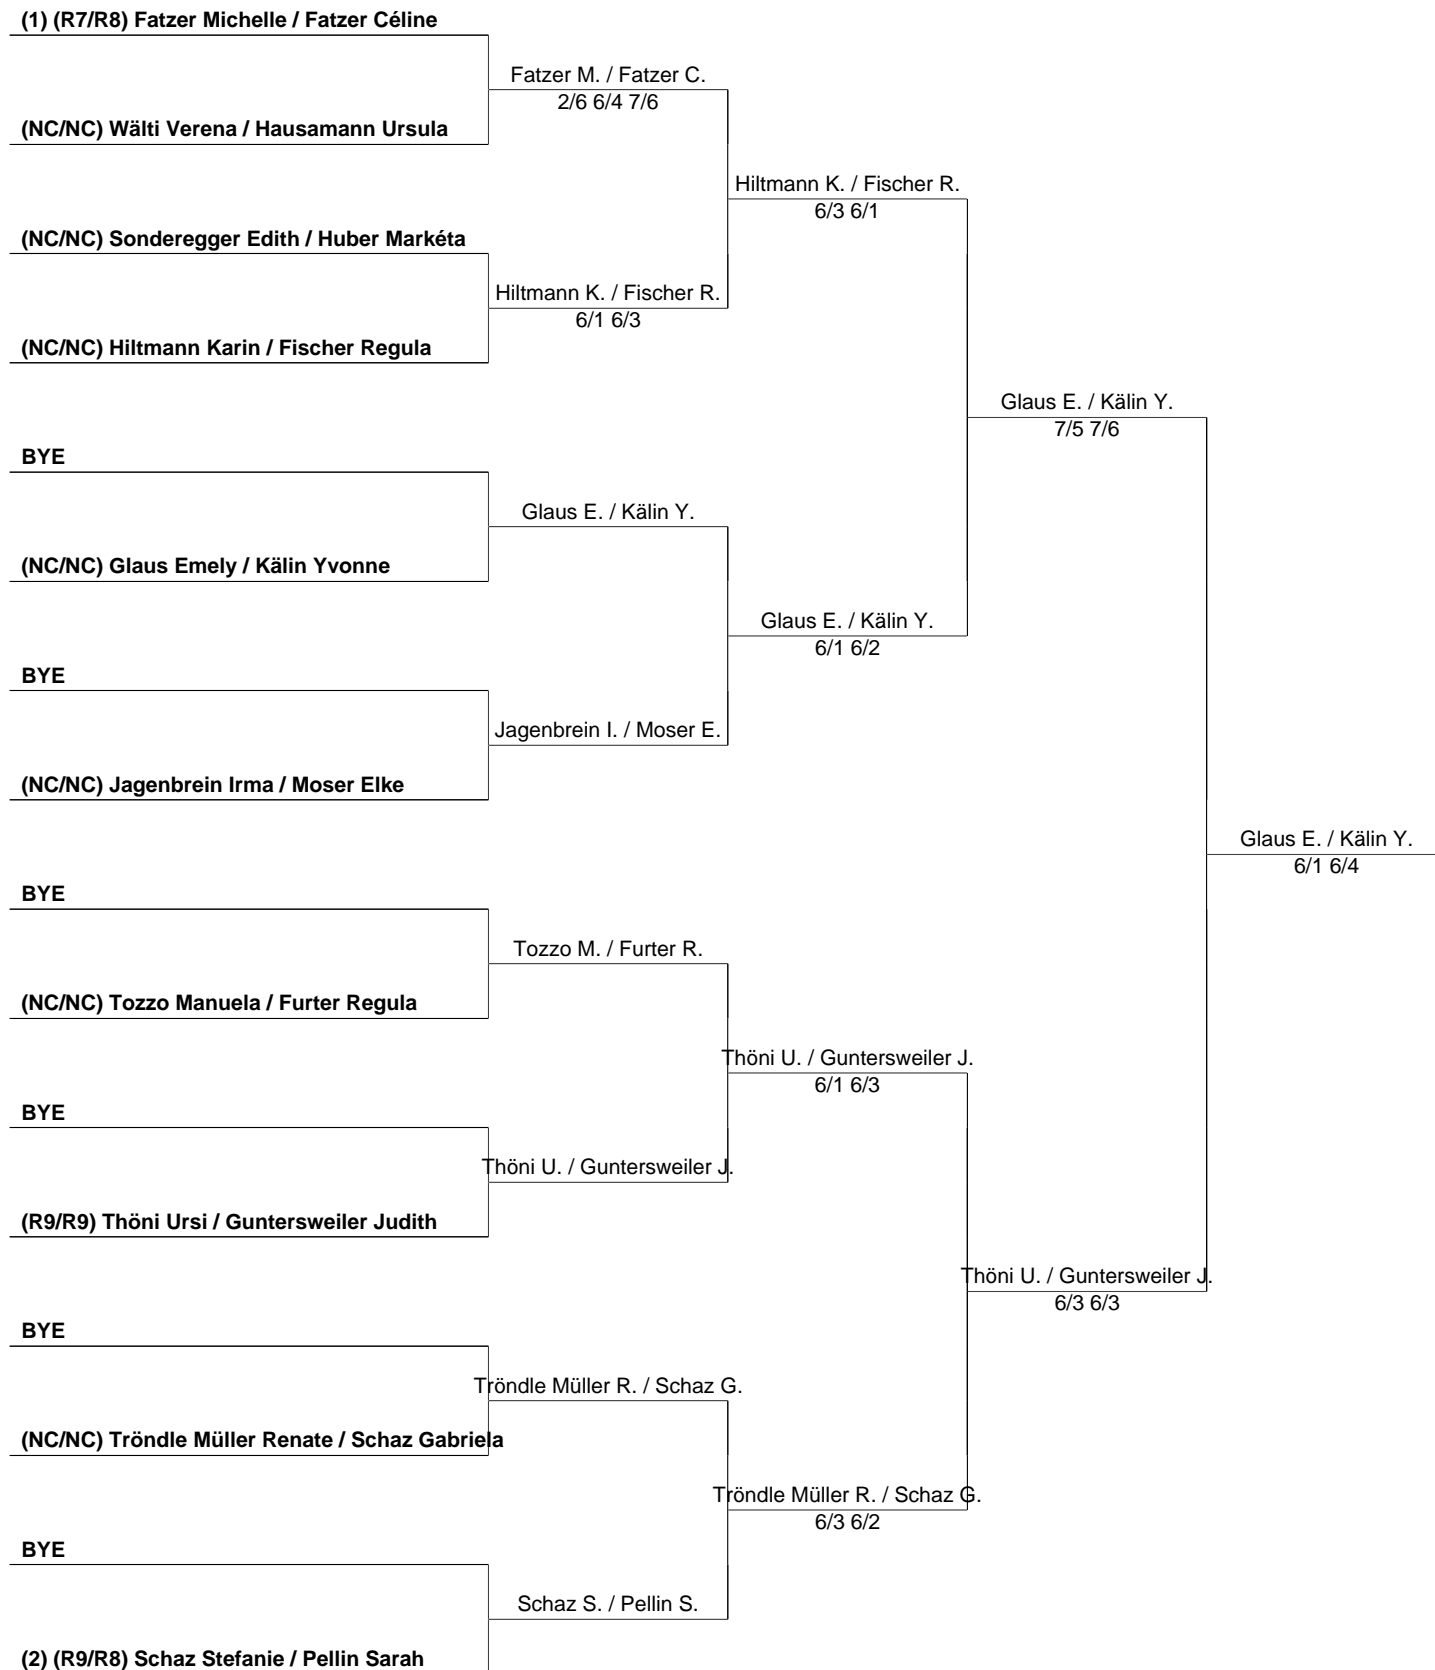 (1) (R7/R8) Fatzer Michelle / Fatzer Céline
Fatzer M. / Fatzer C.
2/6 6/4 7/6
(NC/NC) Wälti Verena / Hausamann Ursula
Hiltmann K. / Fischer R.
6/3 6/1
(NC/NC) Sonderegger Edith / Huber Markéta
Hiltmann K. / Fischer R.
6/1 6/3
(NC/NC) Hiltmann Karin / Fischer Regula
Glaus E. / Kälin Y.
7/5 7/6
BYE
Glaus E. / Kälin Y.
(NC/NC) Glaus Emely / Kälin Yvonne
Glaus E. / Kälin Y.
6/1 6/2
BYE
Jagenbrein I. / Moser E.
(NC/NC) Jagenbrein Irma / Moser Elke
Glaus E. / Kälin Y.
6/1 6/4
BYE
Tozzo M. / Furter R.
(NC/NC) Tozzo Manuela / Furter Regula
Thöni U. / Guntersweiler J.
6/1 6/3
BYE
Thöni U. / Guntersweiler J.
(R9/R9) Thöni Ursi / Guntersweiler Judith
Thöni U. / Guntersweiler J.
6/3 6/3
BYE
Tröndle Müller R. / Schaz G.
(NC/NC) Tröndle Müller Renate / Schaz Gabriela
Tröndle Müller R. / Schaz G.
6/3 6/2
BYE
Schaz S. / Pellin S.
(2) (R9/R8) Schaz Stefanie / Pellin Sarah